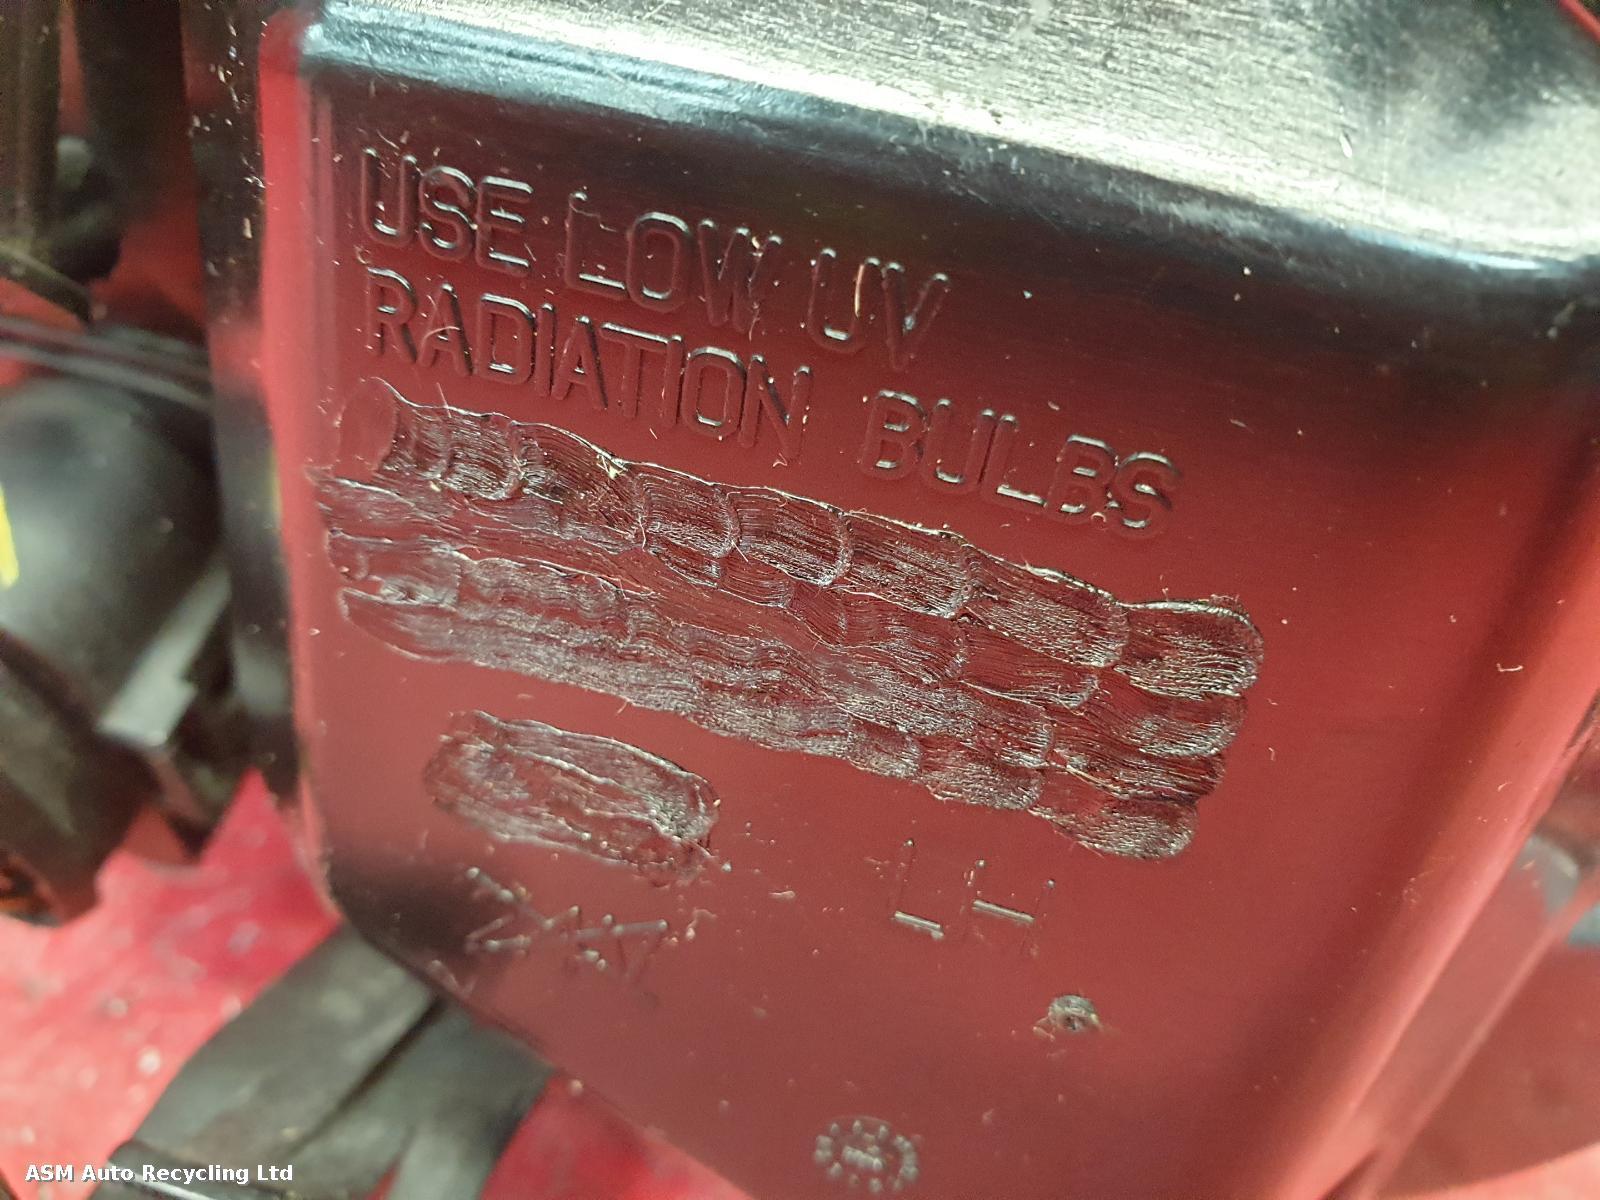 USE LOW UV
RADIATION BULBS
LH
ASM Auto Recycling Ltd